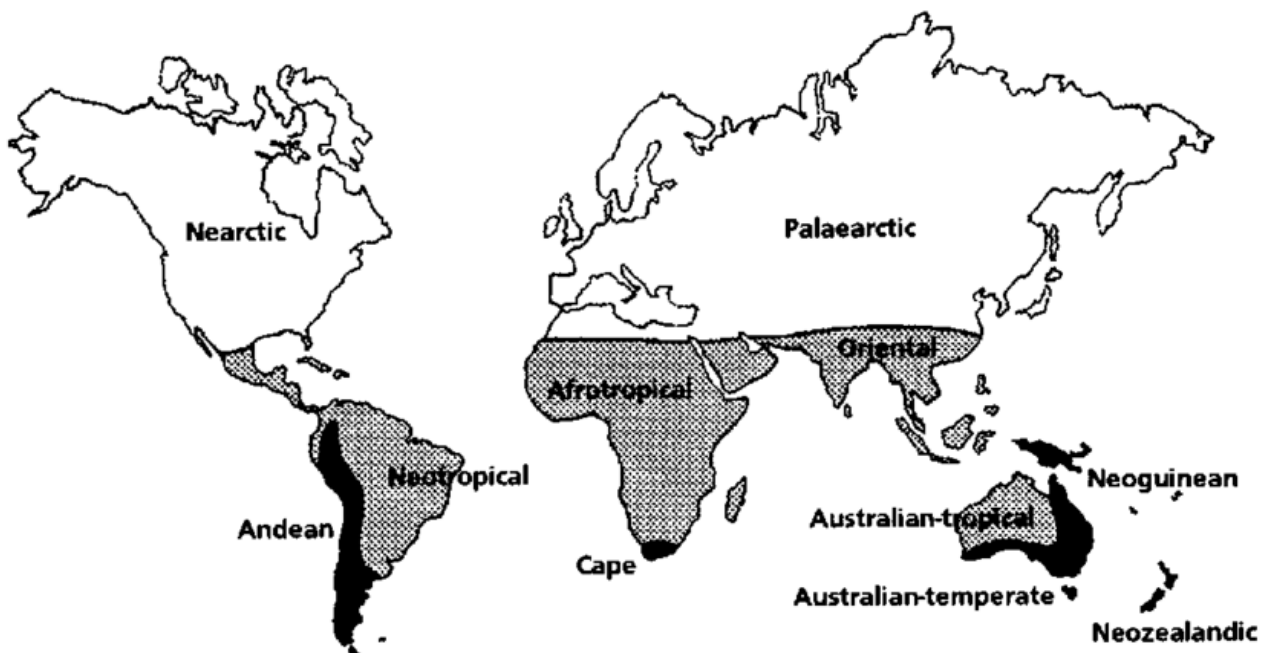 Nearctic
Palaearctic
Oriental
Afrotropical
Neotropical
Neoguinean
Australian-tropical
Andean
Cape
Australian-temperate
Neozealandic